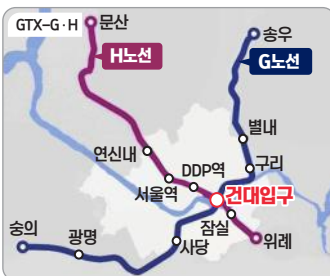 GTX-G·H
문산
송우
H노선
G노선
별내
연신내
구리
DDP역
서울역
건대입구
잠실
숭의
광명
사당
위례